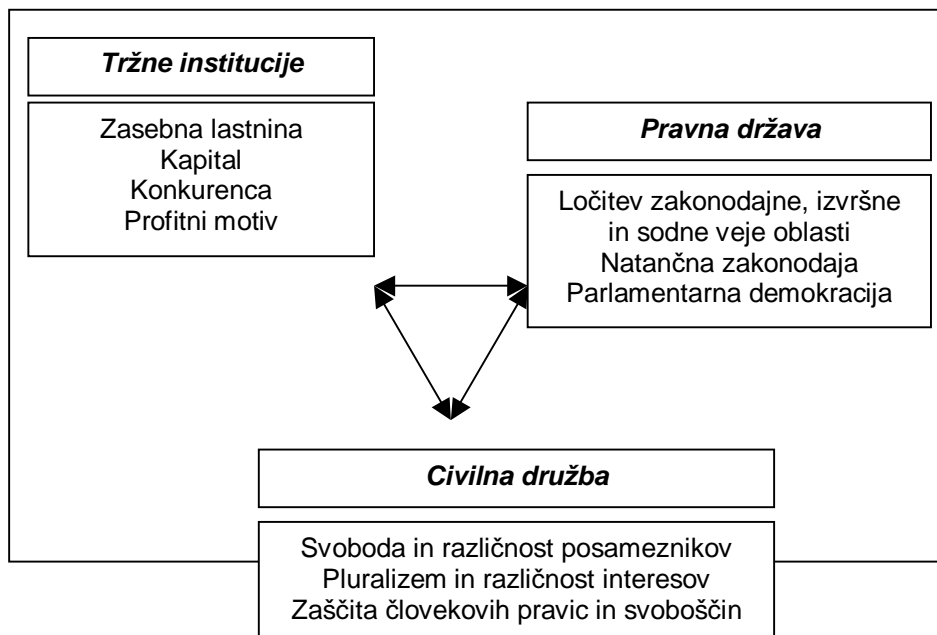 Tržne institucije
Zasebna lastnina
Kapital
Konkurenca
Profitni motiv
Pravna država
Ločitev zakonodajne, izvršne
in sodne veje oblasti
Natančna zakonodaja
Parlamentarna demokracija
Civilna družba
Svoboda in različnost posameznikov
Pluralizem in različnost interesov
Zaščita človekovih pravic in svoboščin